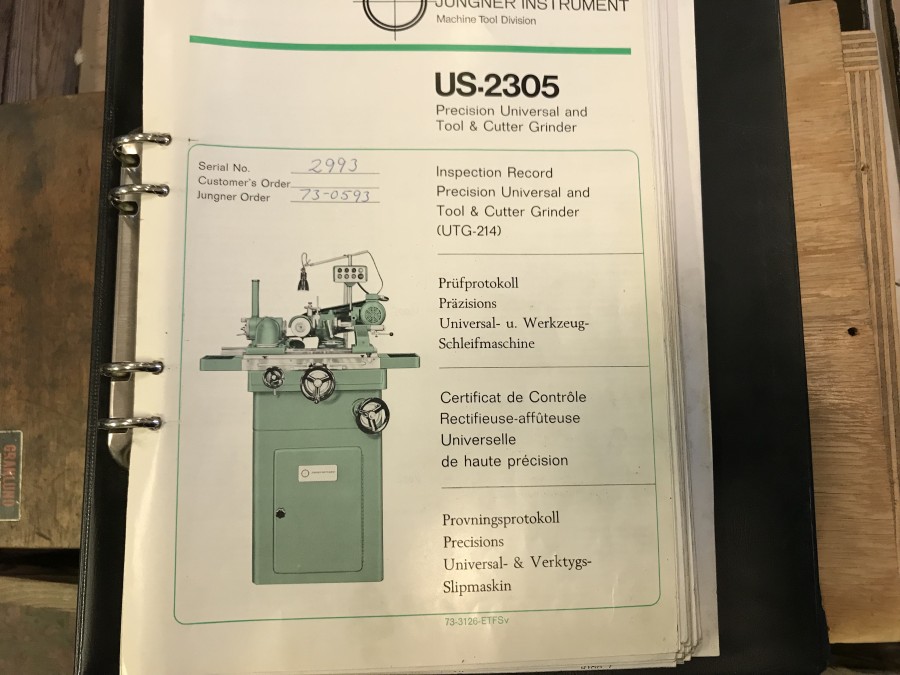 JUNGNER INSTRUMENT
Machine Tool Division
US-2305
Precision Universal and
Tool & Cutter Grinder
Serial No. 2993
Customer's Order
Jungner Order 73-0593
Inspection Record
Precision Universal and
Tool & Cutter Grinder
(UTG-214)
Prüfprotokoll
Präzisions
Universal- u. Werkzeug-
Schleifmaschine
Certificat de Contrôle
Rectifieuse-affûteuse
Universelle
de haute précision
Provningsprotokoll
Precisions
Universal- & Verktygs-
Slipmaskin
73-3126-ETFSv